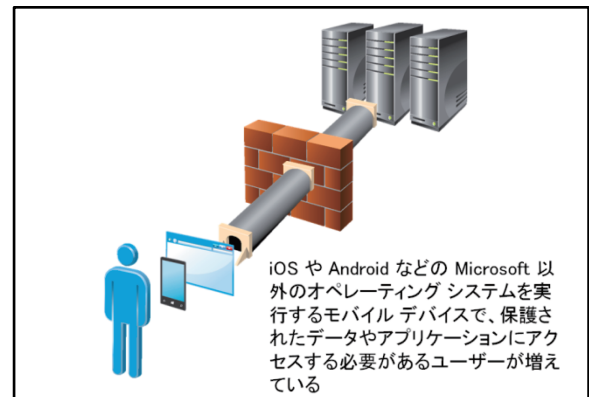 iOS や Android などの Microsoft 以
外のオペレーティング システムを実
行するモバイル デバイスで、保護さ
れたデータやアプリケーションにアク
セスする必要があるユーザーが増え
ている